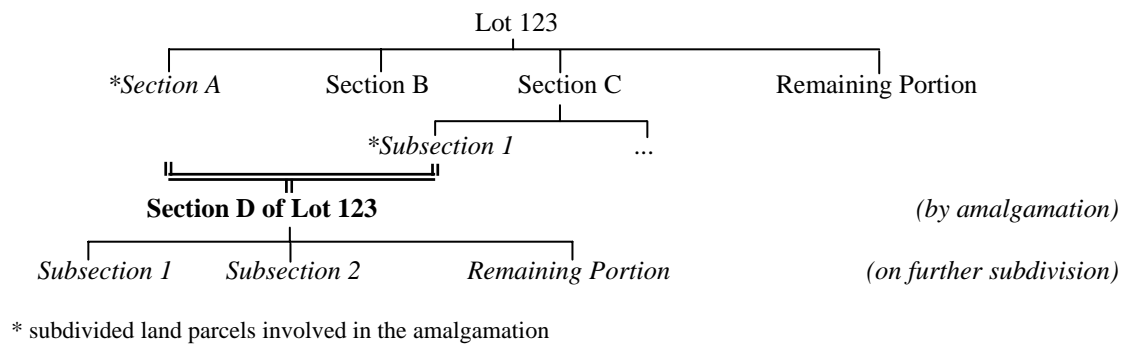 Lot 123
*Section A Section B Section C Remaining Portion
*Subsection 1 ...
Section D of Lot 123 (by amalgamation)
Subsection 1 Subsection 2 Remaining Portion (on further subdivision)
* subdivided land parcels involved in the amalgamation